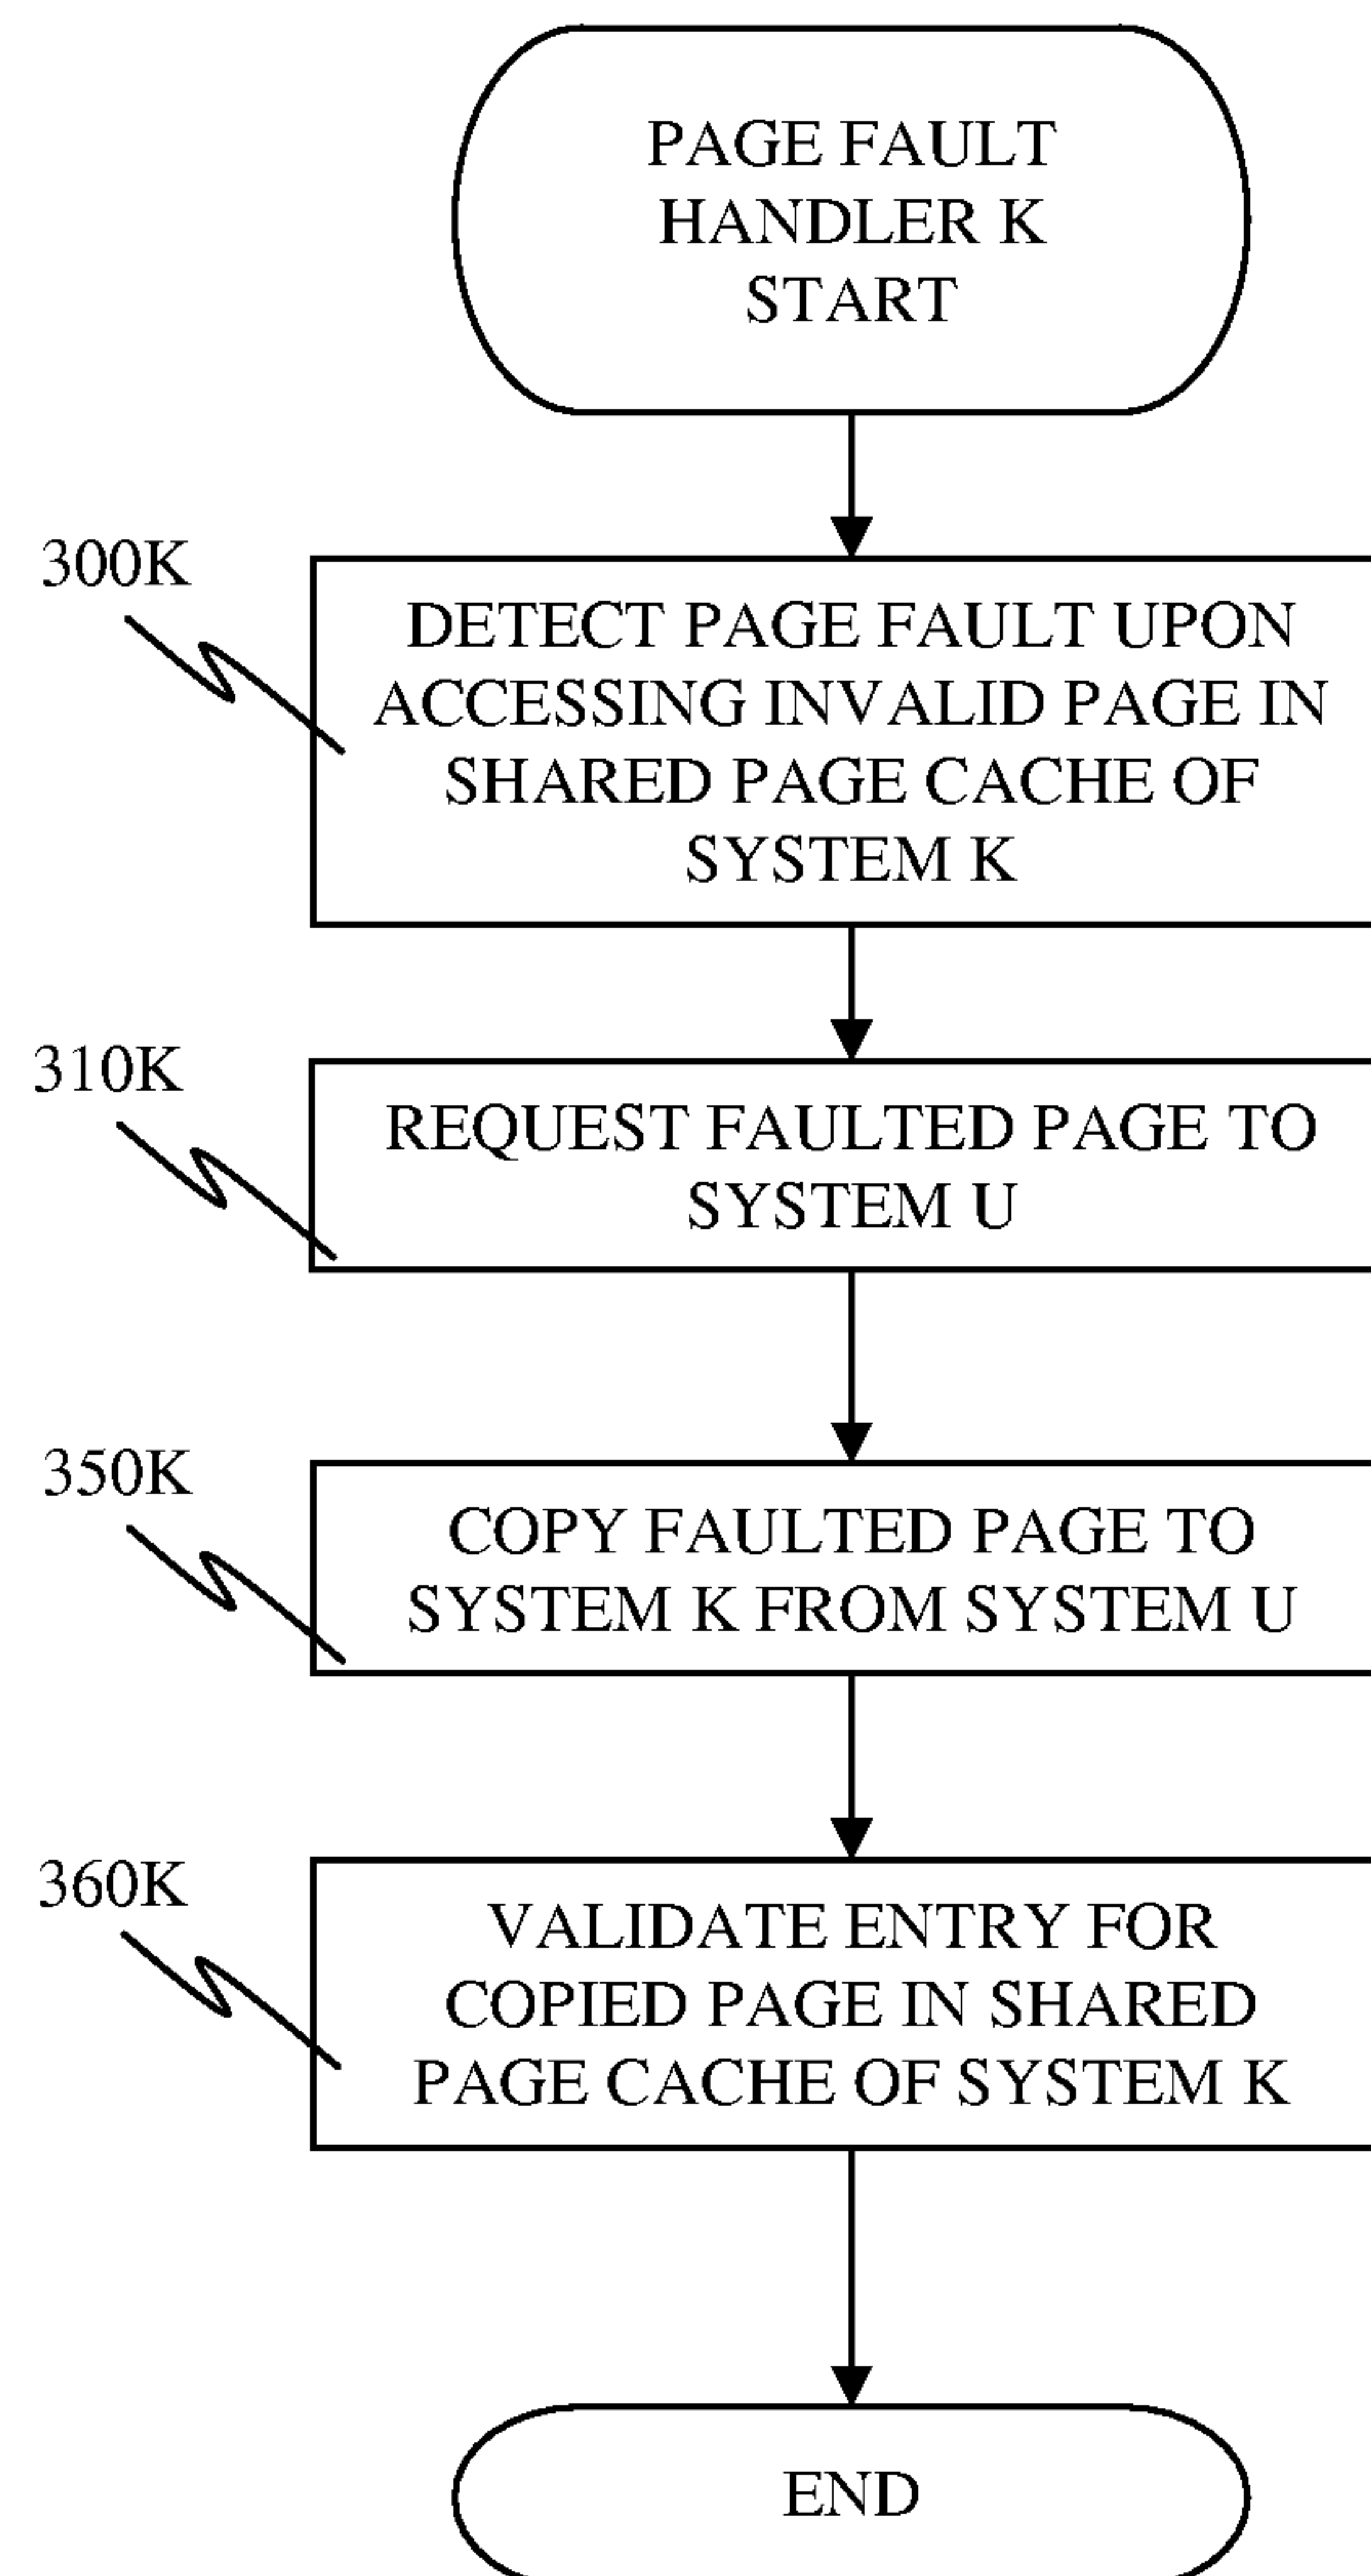 PAGE FAULT
HANDLER K
START
300K
DETECT PAGE FAULT UPON
ACCESSING INVALID PAGE IN
SHARED PAGE CACHE OF
SYSTEM K
310K
REQUEST FAULTED PAGE TO
SYSTEM U
350K
COPY FAULTED PAGE TO
SYSTEM K FROM SYSTEM U
360K
VALIDATE ENTRY FOR
COPIED PAGE IN SHARED
PAGE CACHE OF SYSTEM K
END